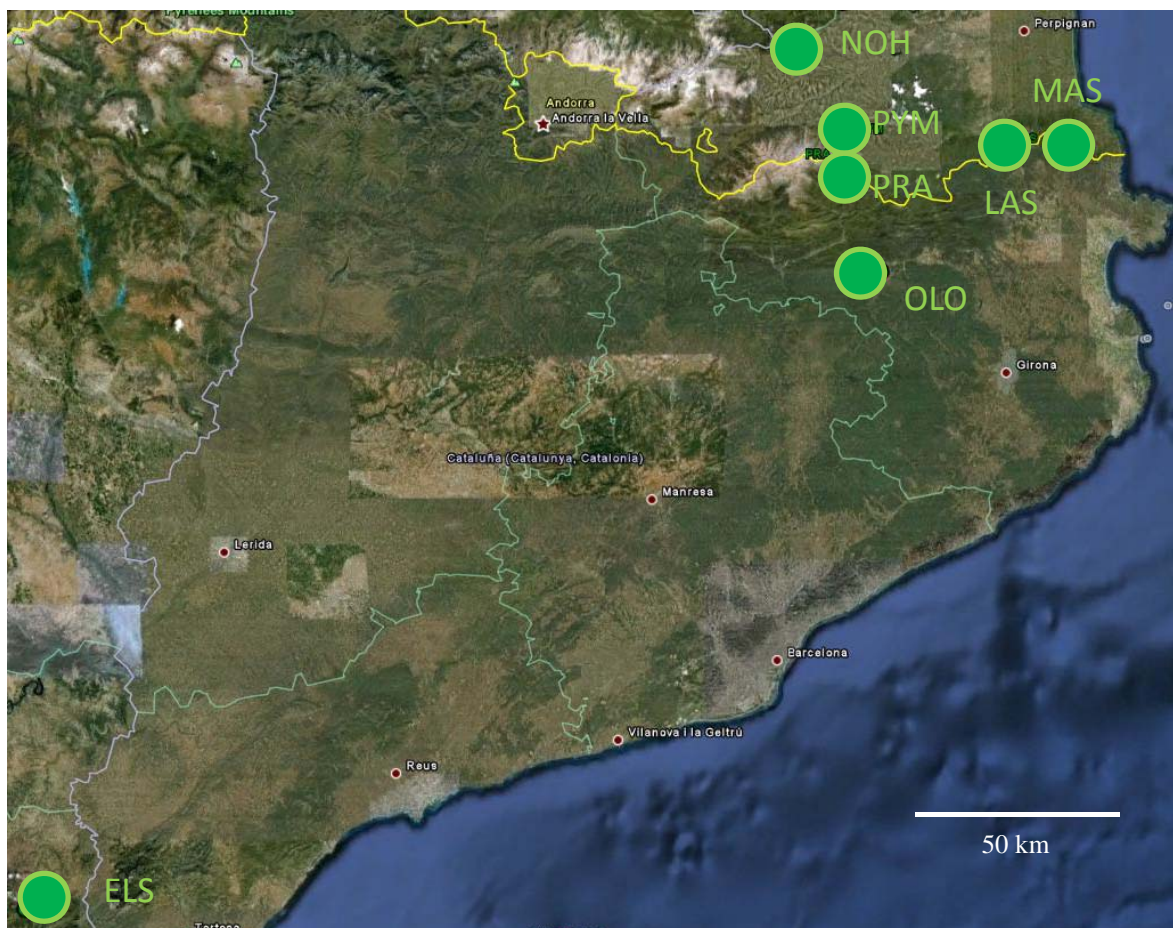 Pyrenees Mountains
Perpignan
NOH
MAS
Andorra
Andorra la Vella
PYM
PRA
LAS
OLO
Girona
Cataluña (Catalunya, Catalonia)
Manresa
Lerida
Barcelona
Vilanova i la Geltrú
Reus
50 km
ELS
Tortosa